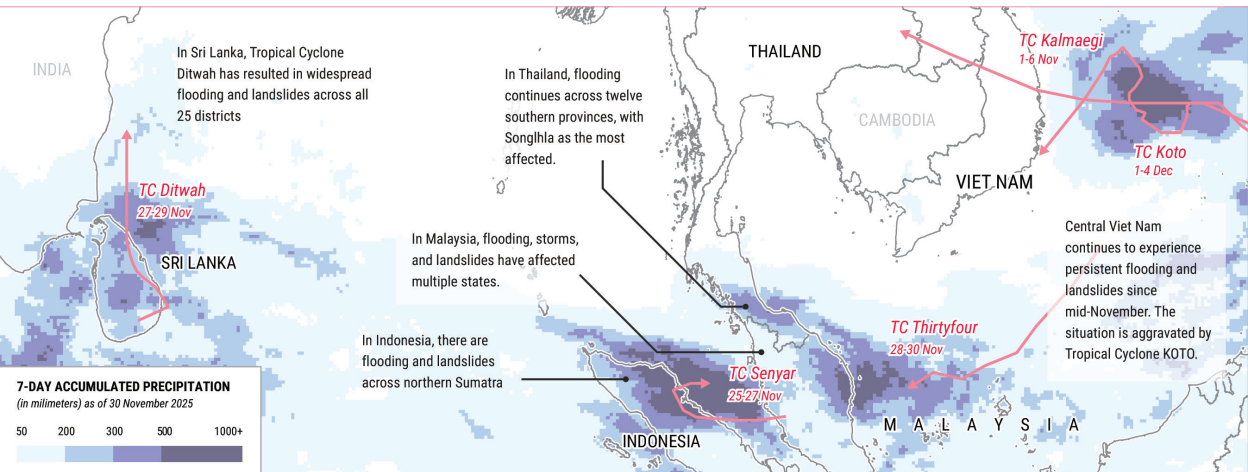 INDIA
In Sri Lanka, Tropical Cyclone
Ditwah has resulted in widespread
flooding and landslides across all
25 districts
TC Ditwah
27-29 Nov
SRI LANKA
In Thailand, flooding
continues across twelve
southern provinces, with
Songlhla as the most
affected.
THAILAND
CAMBODIA
VIET NAM
TC Kalmaegi
1-6 Nov
TC Koto
1-4 Dec
In Malaysia, flooding, storms,
and landslides have affected
multiple states.
In Indonesia, there are
flooding and landslides
across northern Sumatra
TC Senyar
25-27 Nov
INDONESIA
TC Thirtyfour
28-30 Nov
MALAYSIA
Central Viet Nam
continues to experience
persistent flooding and
landslides since
mid-November. The
situation is aggravated by
Tropical Cyclone KOTO.
7-DAY ACCUMULATED PRECIPITATION
(in milimeters) as of 30 November 2025
50 200 300 500 1000+